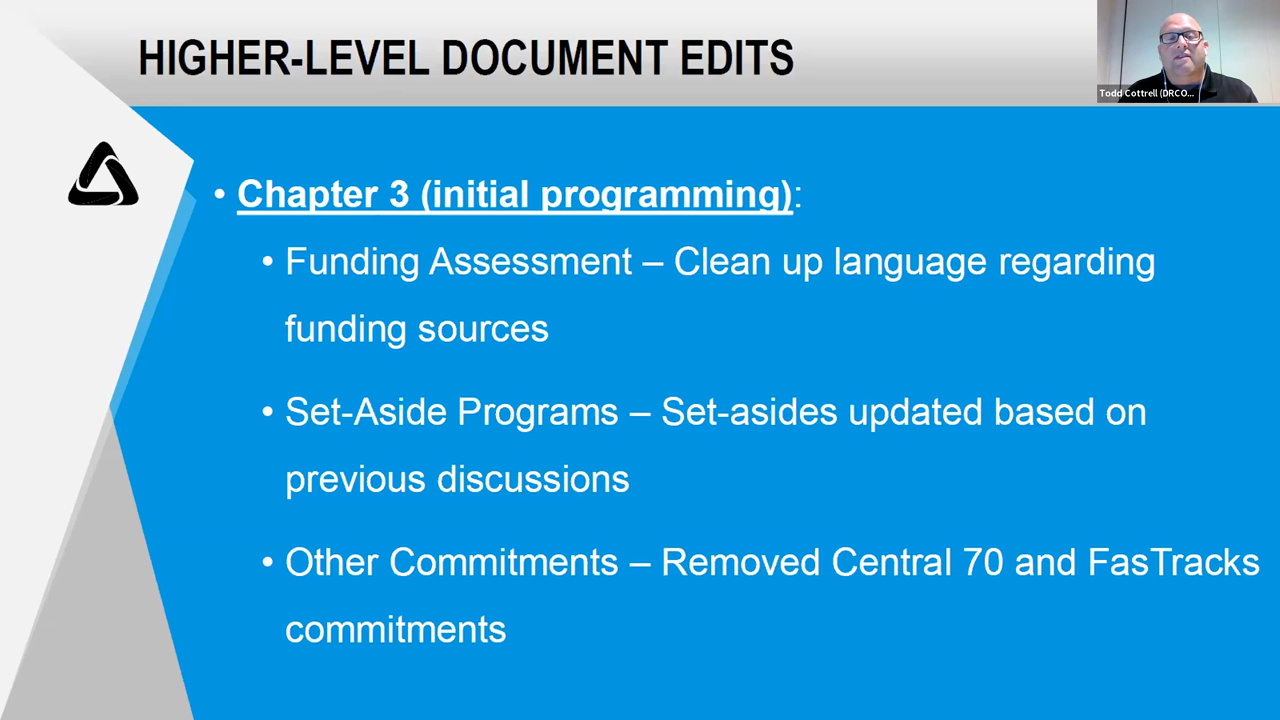 HIGHER-LEVEL DOCUMENT EDITS
Todd Cottrell (DRCO...
• Chapter 3 (initial programming):
• Funding Assessment – Clean up language regarding
funding sources
• Set-Aside Programs – Set-asides updated based on
previous discussions
• Other Commitments – Removed Central 70 and FasTracks
commitments